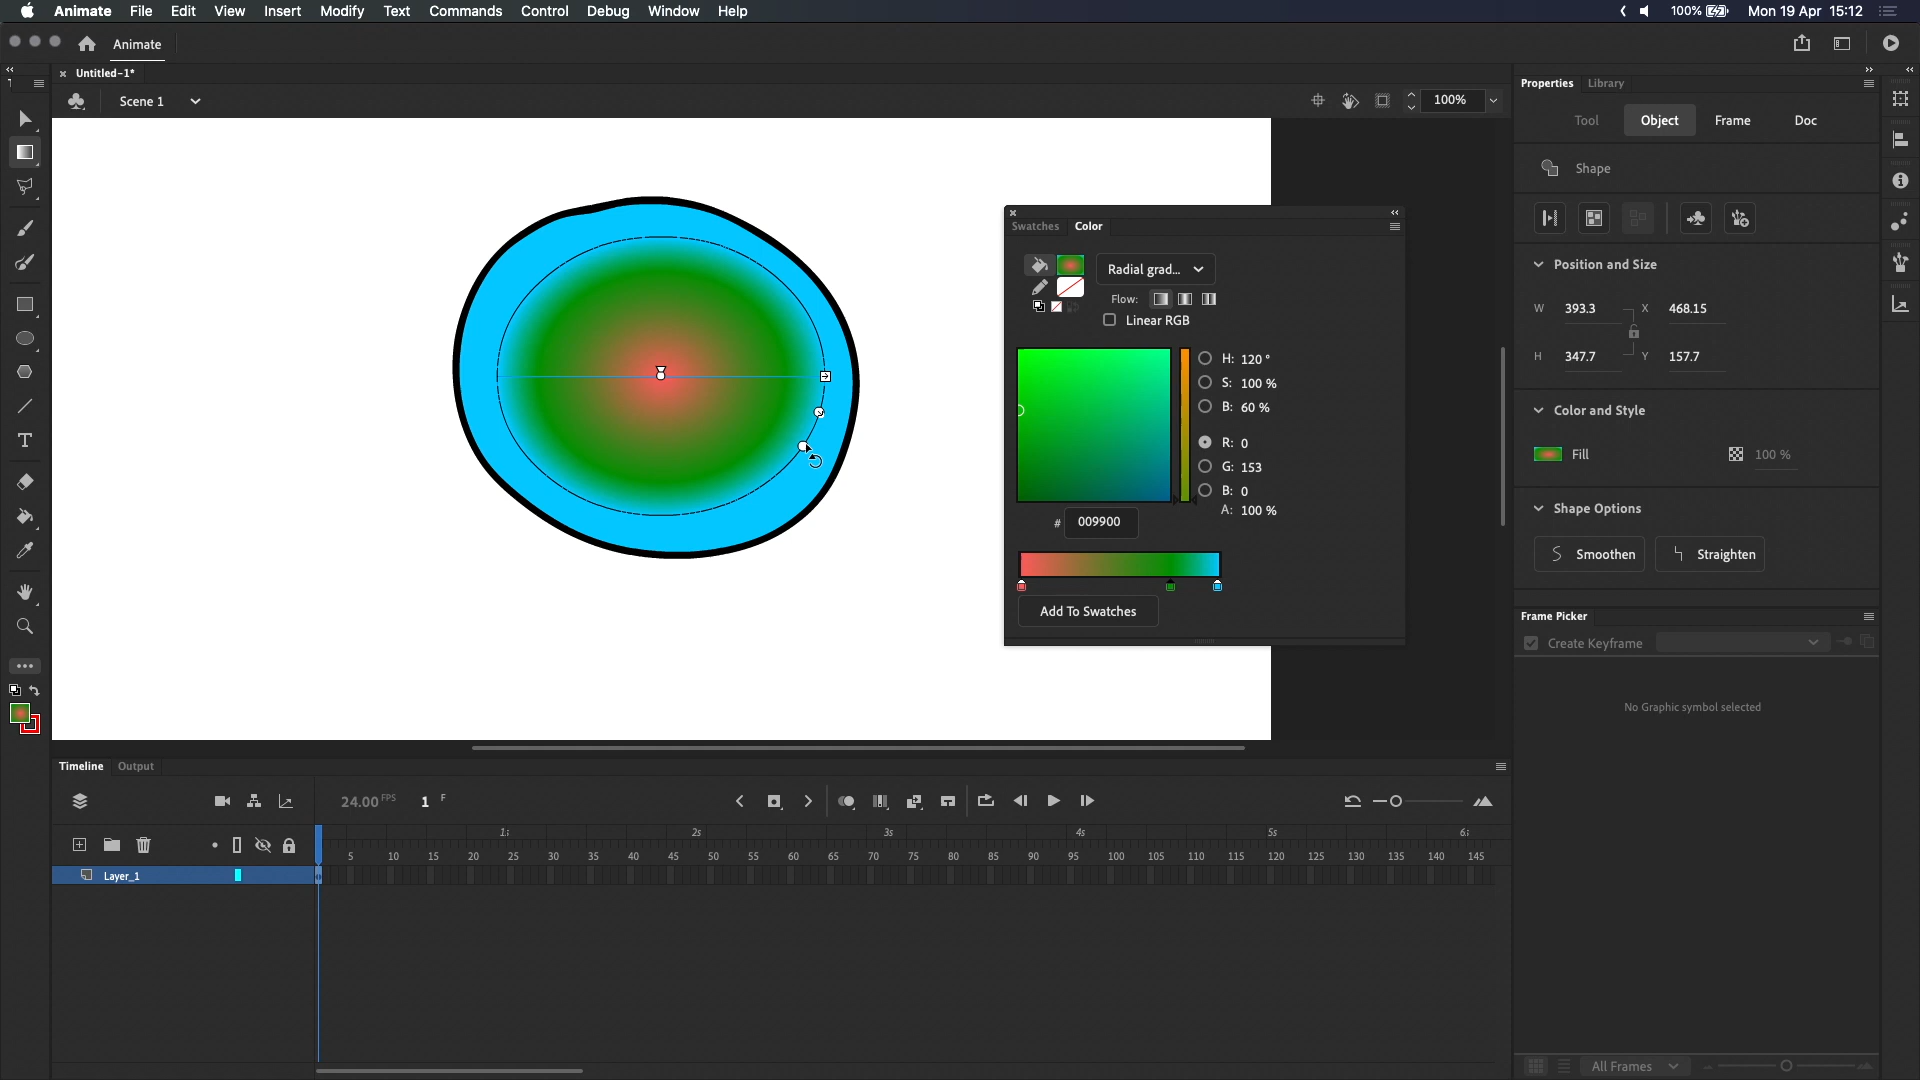 Animate File Edit View Insert Modify Text Commands Control Debug Window Help
100% Mon 19 Apr 15:12
Animate
Untitled-1*
Scene 1
100%
Properties Library
Tool Object Frame Doc
Shape
Position and Size
W 393.3 X 468.15
H 347.7 Y 157.7
Color and Style
Fill 100 %
Shape Options
Smoothen Straighten
Frame Picker
Create Keyframe
No Graphic symbol selected
All Frames
Swatches Color
Radial grad...
Flow:
Linear RGB
H: 120 °
S: 100 %
B: 60 %
R: 0
G: 153
B: 0
A: 100 %
# 009900
Add To Swatches
Timeline Output
24.00 FPS 1 F
2s 3s 4s 5s
5 10 15 20 25 30 35 40 45 50 55 60 65 70 75 80 85 90 95 100 105 110 115 120 125 130 135 140 145
Layer_1